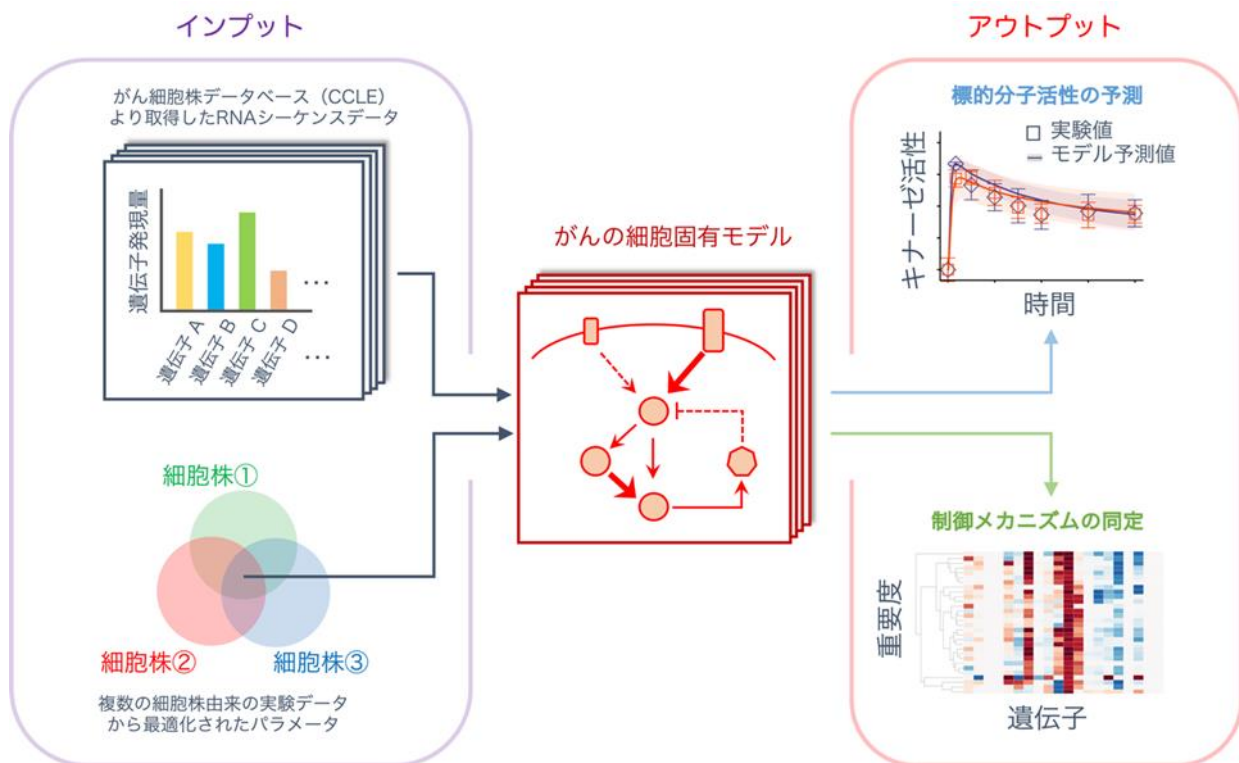 インプット
がん細胞株データベース（CCLE）
より取得したRNAシーケンスデータ
遺伝子発現量
遺伝子 A
遺伝子 B
遺伝子 C
遺伝子 D
…
…
細胞株①
細胞株②
細胞株③
複数の細胞株由来の実験データ
から最適化されたパラメータ
がんの細胞固有モデル
アウトプット
標的分子活性の予測
実験値
モデル予測値
キナーゼ活性
時間
制御メカニズムの同定
重要度
遺伝子